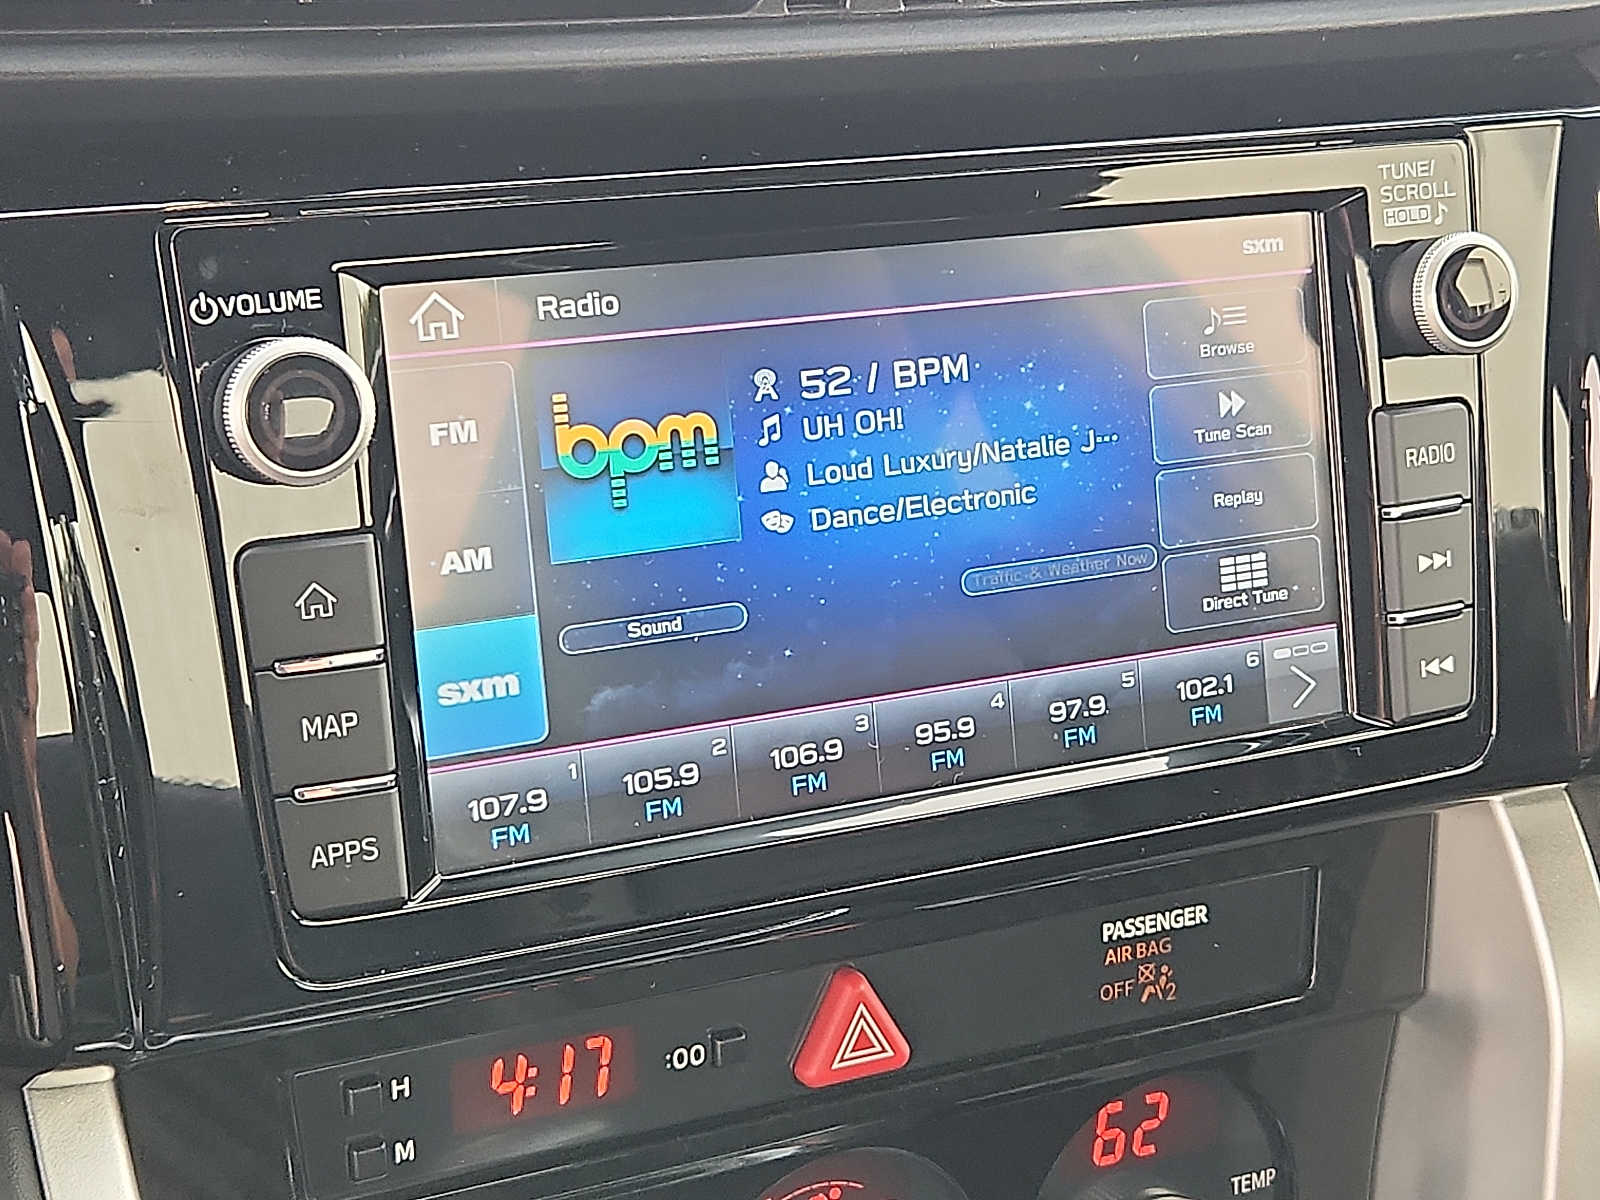 TUNE/
SCROLL
HOLD
VOLUME
Radio
sxm
FM
AM
sxm
bpm
52 / BPM
UH OH!
Loud Luxury/Natalie J...
Dance/Electronic
Browse
Tune Scan
Replay
Direct Tune
Traffic & Weather Now
Sound
1
107.9
FM
2
105.9
FM
3
106.9
FM
4
95.9
FM
5
97.9
FM
6
102.1
FM
MAP
APPS
RADIO
PASSENGER
AIR BAG
OFF 2
H
M
4:17
:00
62
TEMP